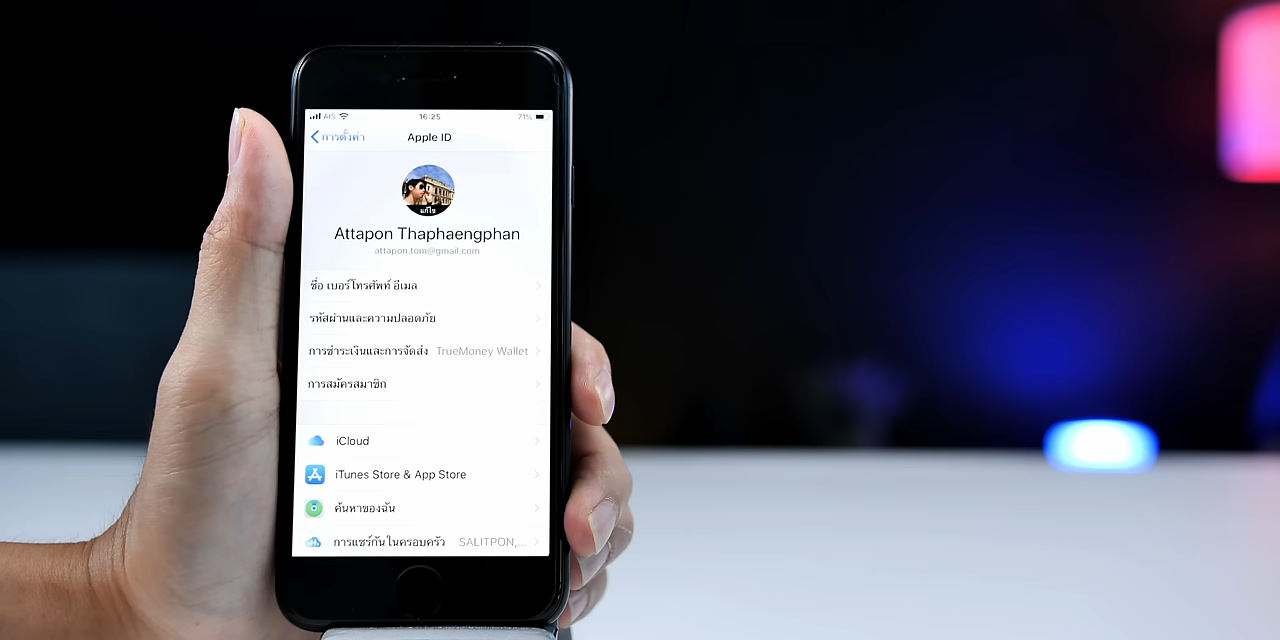 AIS 16:25 71%
การตั้งค่า Apple ID
แก้ไข
Attapon Thaphaengphan
attapon.tom@gmail.com
ชื่อ เบอร์โทรศัพท์ อีเมล
รหัสผ่านและความปลอดภัย
การชำระเงินและการจัดส่ง TrueMoney Wallet
การสมัครสมาชิก
iCloud
iTunes Store & App Store
ค้นหาของฉัน
การแชร์กันในครอบครัว SALITPON,...